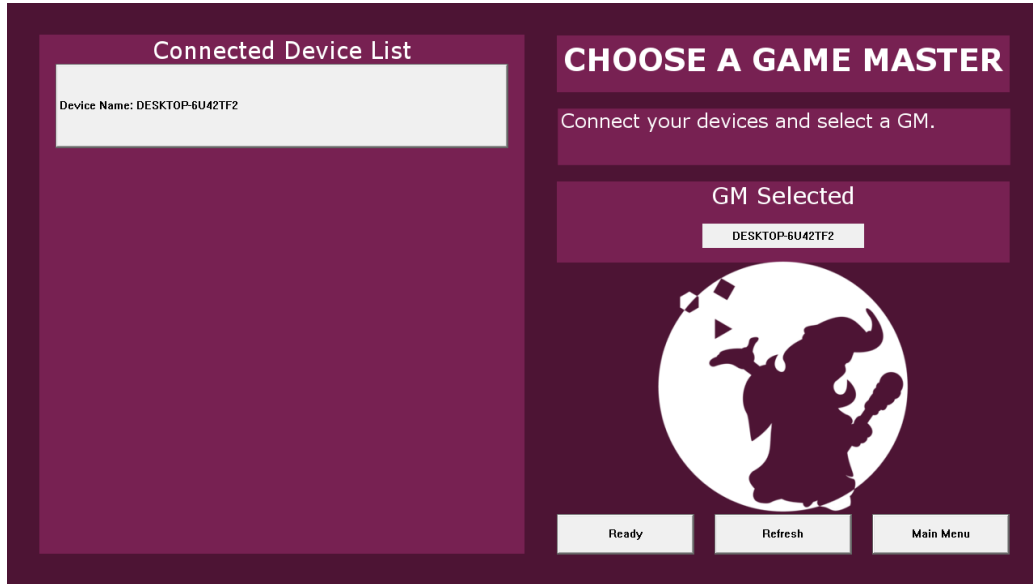 Connected Device List
Device Name: DESKTOP-6U42TF2
CHOOSE A GAME MASTER
Connect your devices and select a GM.
GM Selected
DESKTOP-6U42TF2
Ready
Refresh
Main Menu